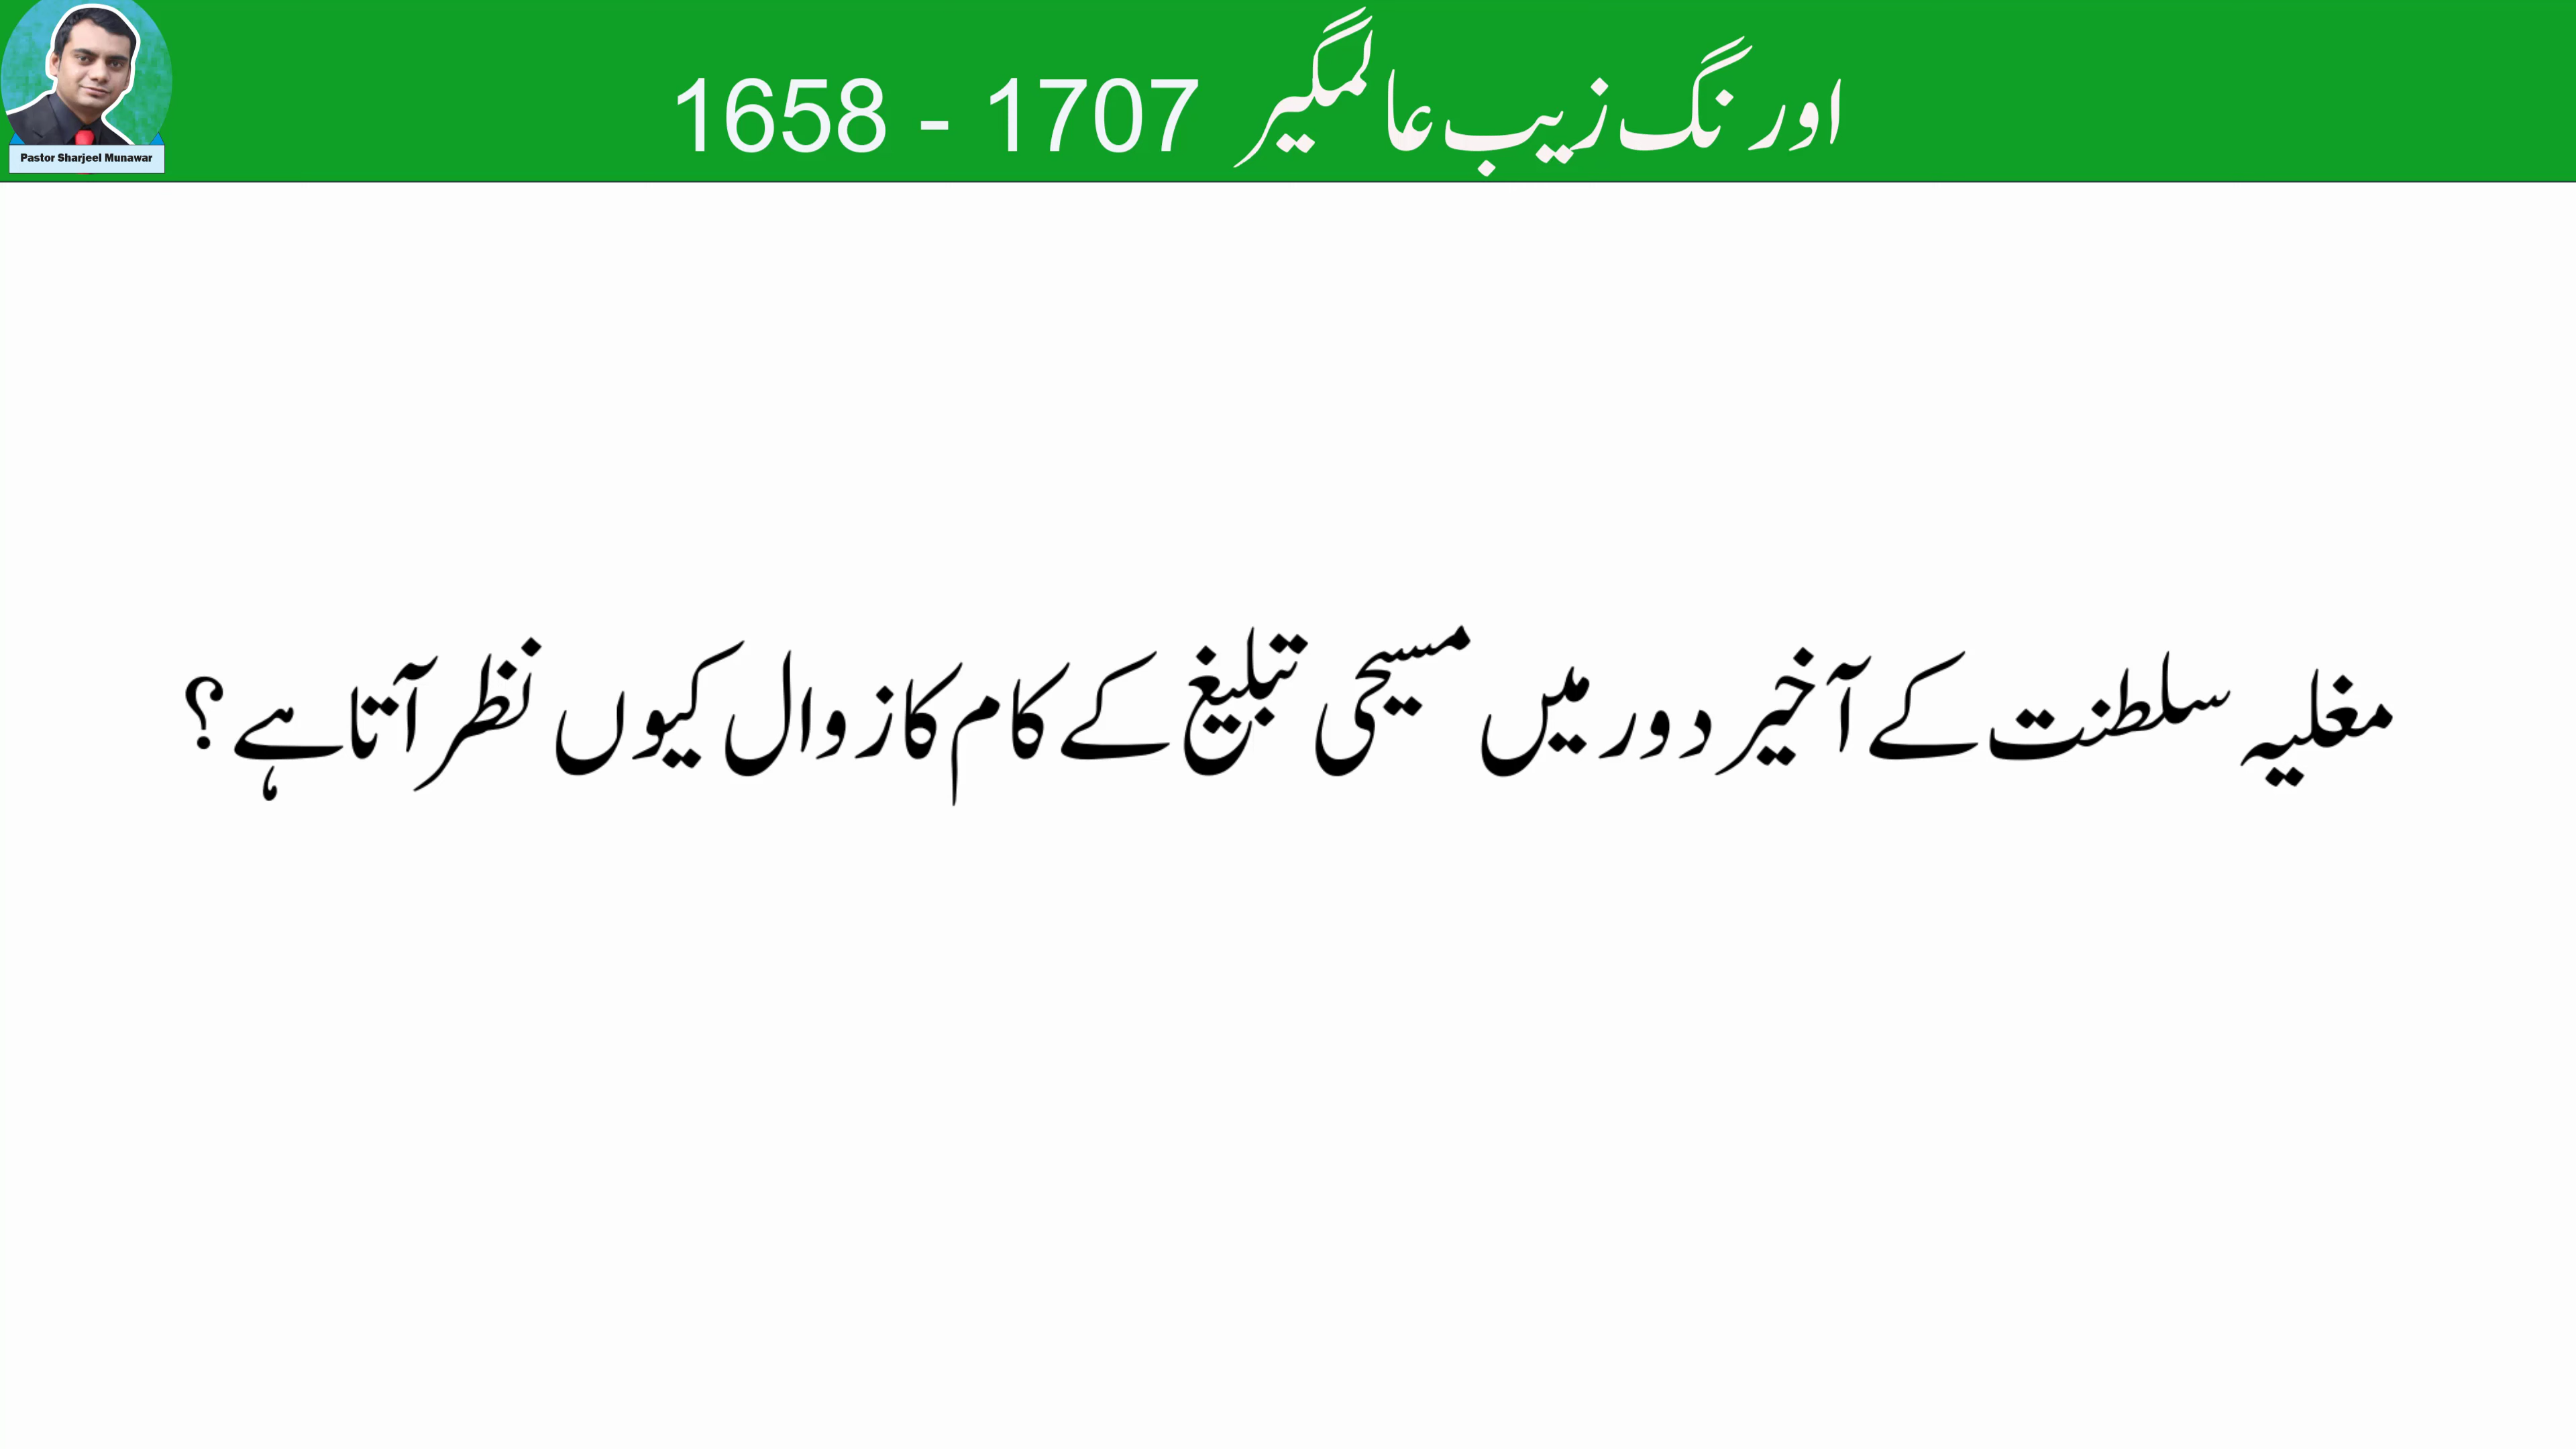 اورنگ زیب عالمگیر 1707 - 1658
Pastor Sharjeel Munawar
مغلیہ سلطنت کے آخیر دور میں مسیحی تبلیغ کے کام کا زوال کیوں نظر آتا ہے؟